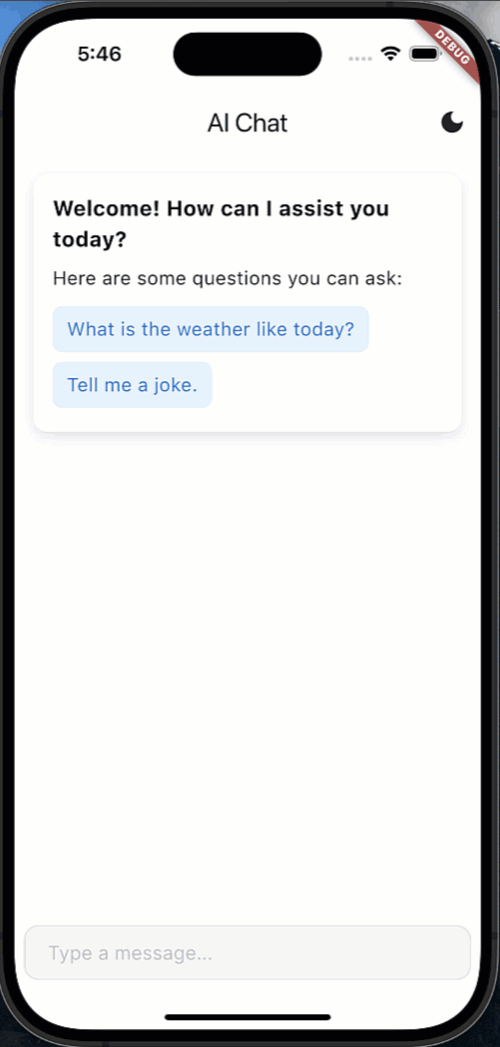 5:46
DEBUG
AI Chat
Welcome! How can I assist you
today?
Here are some questions you can ask:
What is the weather like today?
Tell me a joke.
Type a message...